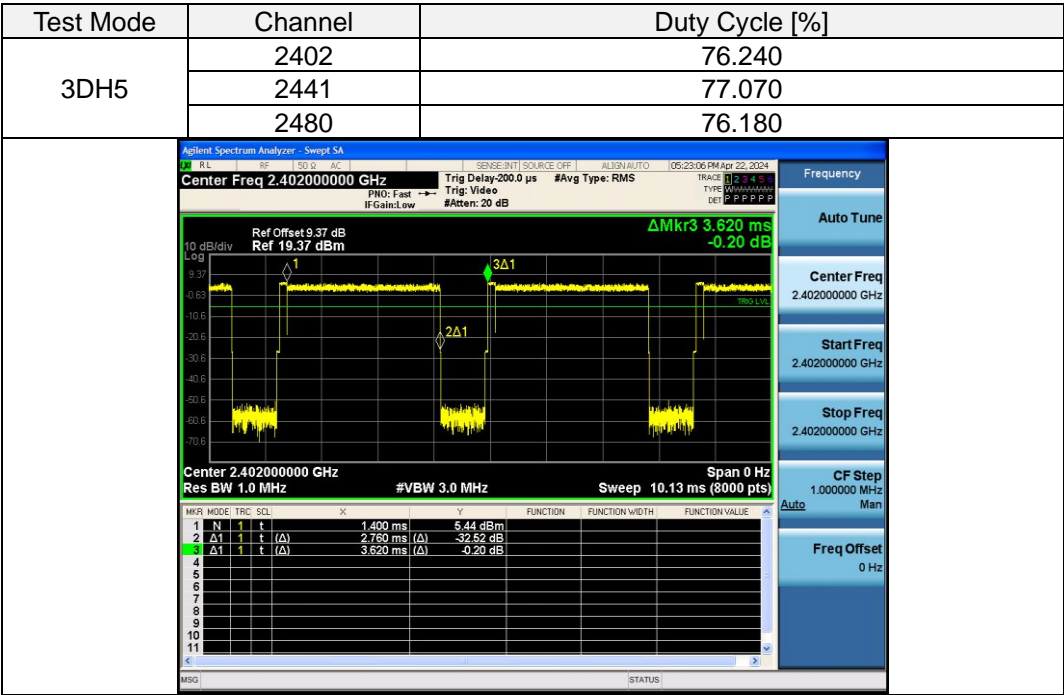 Test Mode Channel Duty Cycle [%]
3DH5
2402 76.240
2441 77.070
2480 76.180
Agilent Spectrum Analyzer - Swept SA
RL RF 50 Ω AC SENSE:INT SOURCE OFF ALIGN AUTO 05:23:06 PM Apr 22, 2024
Center Freq 2.402000000 GHz
PNO: Fast
IFGain:Low
Trig Delay-200.0 µs #Avg Type: RMS
Trig: Video
#Atten: 20 dB
TRACE 1 2 3 4 5 6
TYPE
DET P P P P P P
ΔMkr3 3.620 ms
-0.20 dB
Ref Offset 9.37 dB
Ref 19.37 dBm
10 dB/div
Log
9.37
-0.63
-10.6
-20.6
-30.6
-40.6
-50.6
-60.6
-70.6
1
3Δ1
2Δ1
TRIG LVL
Center 2.402000000 GHz Span 0 Hz
Res BW 1.0 MHz #VBW 3.0 MHz Sweep 10.13 ms (8000 pts)
MKR MODE TRC SCL X Y FUNCTION FUNCTION WIDTH FUNCTION VALUE
1 N 1 t 1.400 ms 5.44 dBm
2 Δ1 1 t (Δ) 2.760 ms (Δ) -32.52 dB
3 Δ1 1 t (Δ) 3.620 ms (Δ) -0.20 dB
4
5
6
7
8
9
10
11
MSG STATUS
Frequency
Auto Tune
Center Freq
2.402000000 GHz
Start Freq
2.402000000 GHz
Stop Freq
2.402000000 GHz
CF Step
1.000000 MHz
Auto Man
Freq Offset
0 Hz